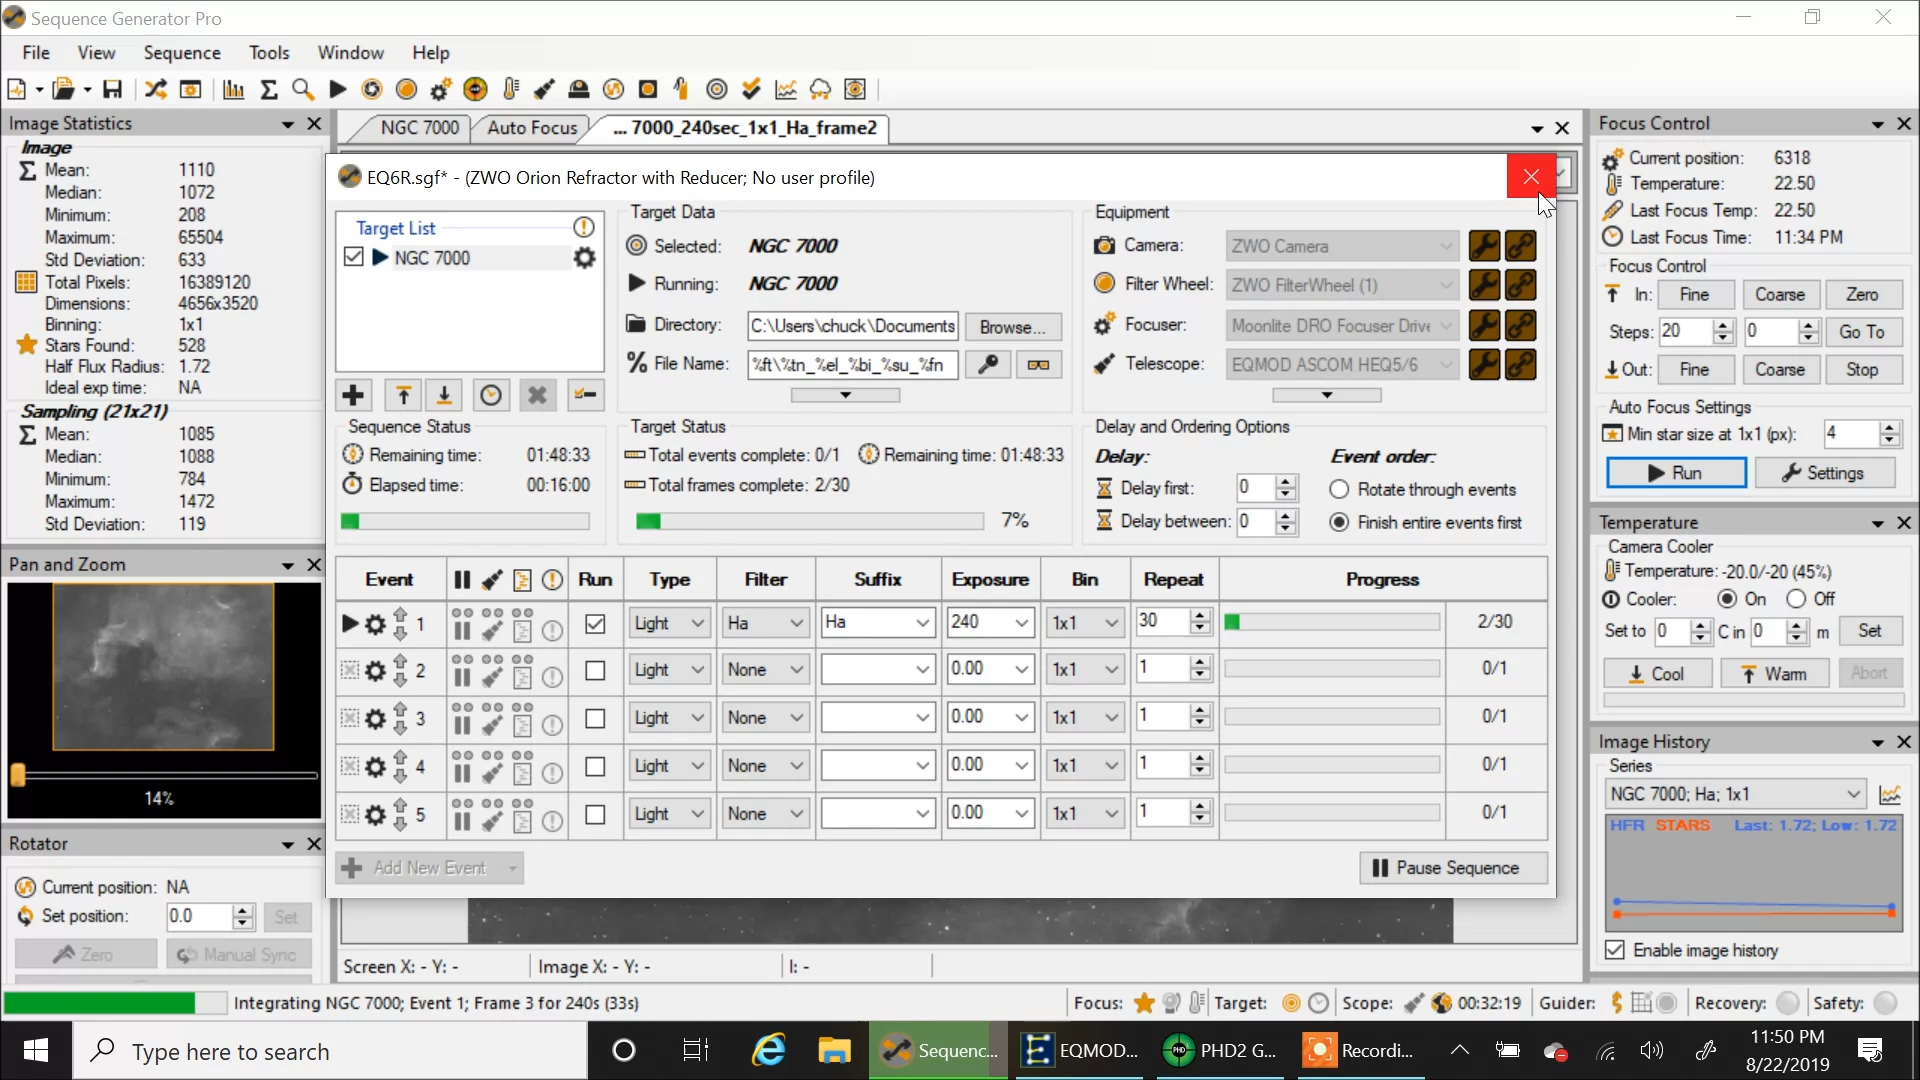 Sequence Generator Pro
File View Sequence Tools Window Help
Image Statistics
Image
Mean: 1110
Median: 1072
Minimum: 208
Maximum: 65504
Std Deviation: 633
Total Pixels: 16389120
Dimensions: 4656x3520
Binning: 1x1
Stars Found: 528
Half Flux Radius: 1.72
Ideal exp time: NA
Sampling (21x21)
Mean: 1085
Median: 1088
Minimum: 784
Maximum: 1472
Std Deviation: 119
Pan and Zoom
14%
Rotator
Current position: NA
Set position: 0.0 Set
Zero Manual Sync
NGC 7000 Auto Focus ... 7000_240sec_1x1_Ha_frame2
EQ6R.sgf* - (ZWO Orion Refractor with Reducer; No user profile)
Target List
NGC 7000
Target Data
Selected: NGC 7000
Running: NGC 7000
Directory: C:\Users\chuck\Documents Browse...
File Name: %ft\%tn_%el_%bi_%su_%fn
Equipment
Camera: ZWO Camera
Filter Wheel: ZWO FilterWheel (1)
Focuser: Moonlite DRO Focuser Drive
Telescope: EQMOD ASCOM HEQ5/6
Sequence Status
Remaining time: 01:48:33
Elapsed time: 00:16:00
Target Status
Total events complete: 0/1 Remaining time: 01:48:33
Total frames complete: 2/30
7%
Delay and Ordering Options
Delay: Event order:
Delay first: 0 Rotate through events
Delay between: 0 Finish entire events first
Event Run Type Filter Suffix Exposure Bin Repeat Progress
1 Light Ha Ha 240 1x1 30 2/30
2 Light None 0.00 1x1 1 0/1
3 Light None 0.00 1x1 1 0/1
4 Light None 0.00 1x1 1 0/1
5 Light None 0.00 1x1 1 0/1
Add New Event Pause Sequence
Screen X: - Y: - Image X: - Y: - I: -
Focus Control
Current position: 6318
Temperature: 22.50
Last Focus Temp: 22.50
Last Focus Time: 11:34 PM
Focus Control
In: Fine Coarse Zero
Steps: 20 0 Go To
Out: Fine Coarse Stop
Auto Focus Settings
Min star size at 1x1 (px): 4
Run Settings
Temperature
Camera Cooler
Temperature: -20.0/-20 (45%)
Cooler: On Off
Set to 0 C in 0 m Set
Cool Warm Abort
Image History
Series
NGC 7000; Ha; 1x1
HFR STARS Last: 1.72; Low: 1.72
Enable image history
Integrating NGC 7000; Event 1; Frame 3 for 240s (33s) Focus: Target: Scope: 00:32:19 Guider: Recovery: Safety:
Type here to search Sequenc... EQMOD... PHD PHD2 G... Recordi... 11:50 PM
8/22/2019